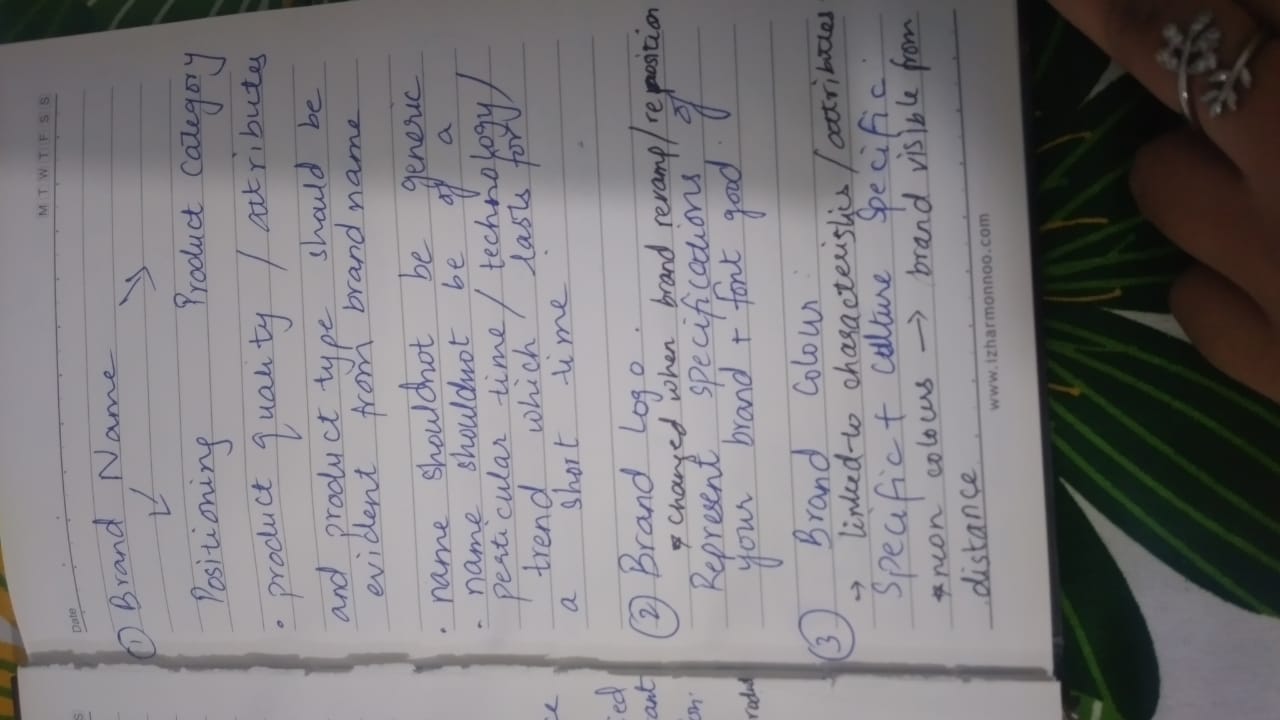 M T W T F S S
Date
① Brand Name
↙ ↘
Positioning Product Category
• product quality / attributes
and product type should be
evident from brand name
• name shouldnot be generic
• name shouldnot be of a
perticular time / technology /
trend which lasts for
a short time.
② Brand Logo.
* Changed when brand revamp/reposition
Represent specifications of
your brand + font good.
③ Brand Colour:
→ linked-to characteristics / attributes
Specific + Culture Specific.
* neon colours → brand visible from
distance
www.izharmonnoo.com
s
ce
ed
ant
on.